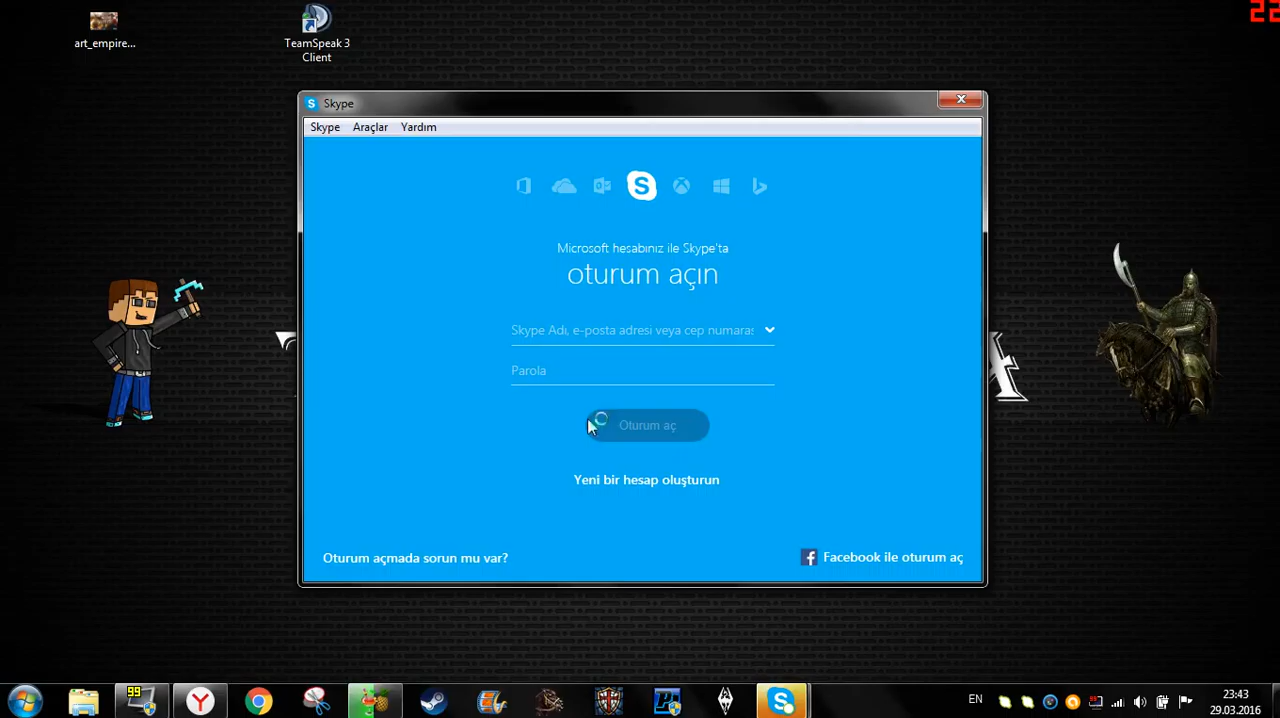 22
art_empire...
TeamSpeak 3
Client
Skype
Skype Araçlar Yardım
Microsoft hesabınız ile Skype'ta
oturum açın
Skype Adı, e-posta adresi veya cep numaras
Parola
Oturum aç
Yeni bir hesap oluşturun
Oturum açmada sorun mu var?
Facebook ile oturum aç
99
EN
23:43
29.03.2016